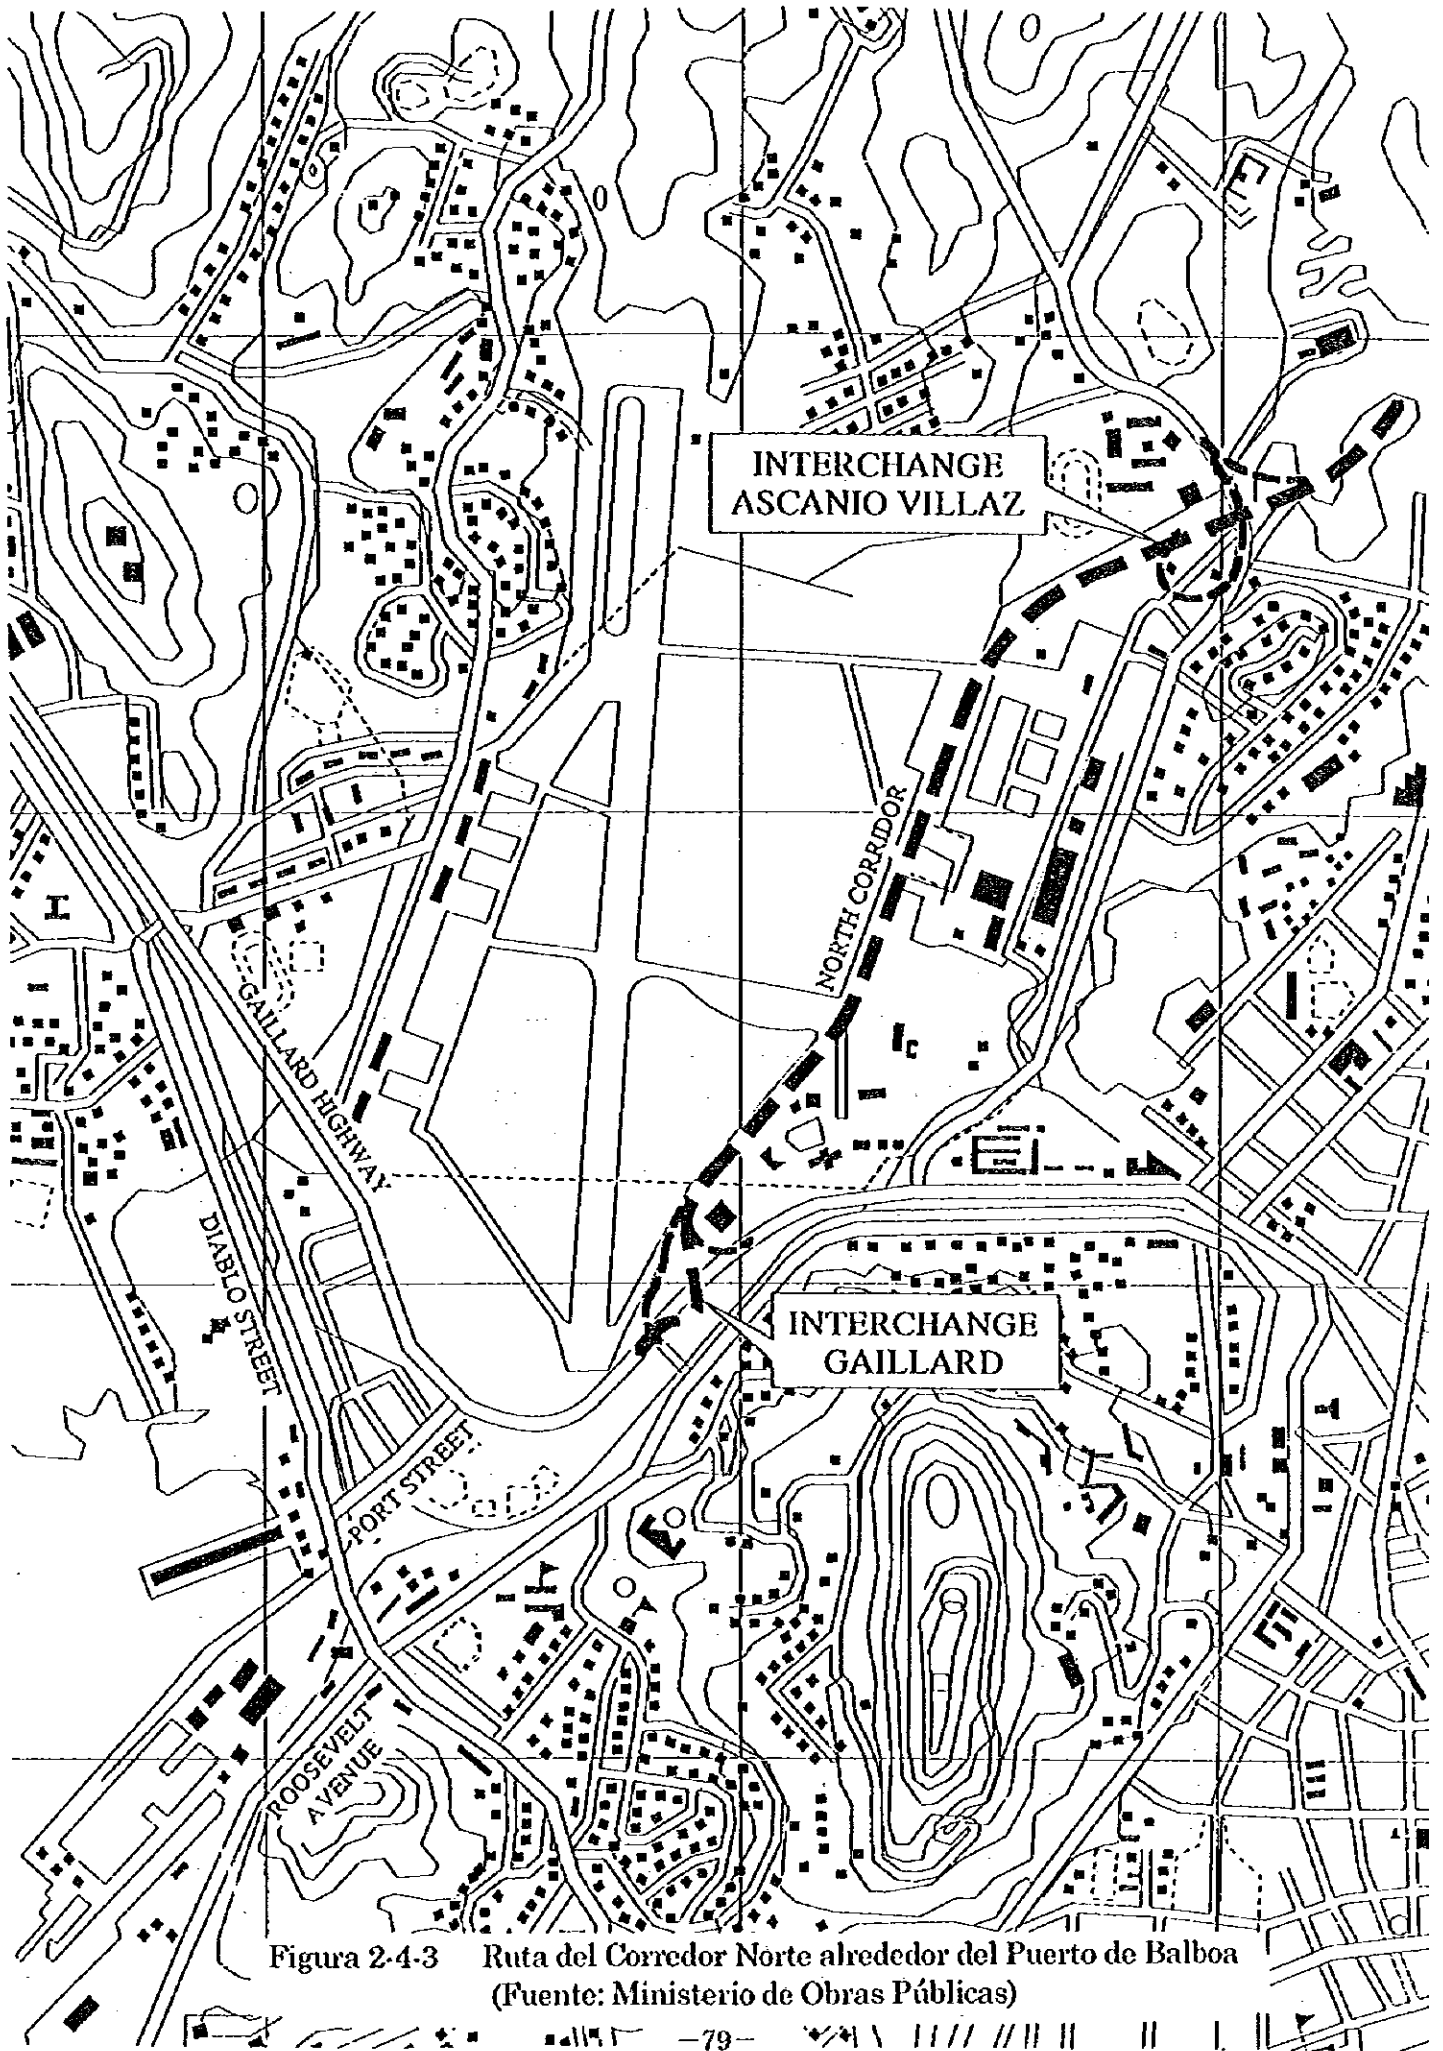 INTERCHANGE
ASCANIO VILLAZ
NORTH CORRIDOR
GAILLARD HIGHWAY
DIABLO STREET
INTERCHANGE
GAILLARD
PORT STREET
ROOSEVELT
AVENUE
Figura 2-4-3 Ruta del Corredor Norte alrededor del Puerto de Balboa
(Fuente: Ministerio de Obras Públicas)
—79—